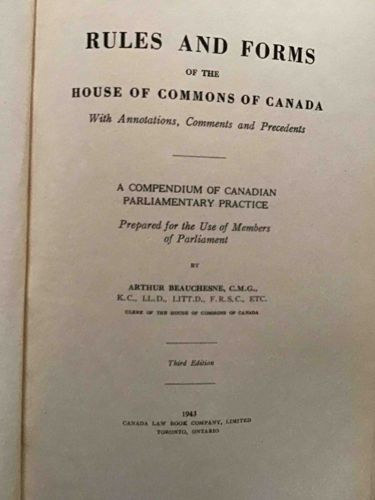 RULES AND FORMS
OF THE
HOUSE OF COMMONS OF CANADA
With Annotations, Comments and Precedents
A COMPENDIUM OF CANADIAN
PARLIAMENTARY PRACTICE
Prepared for the Use of Members
of Parliament
BY
ARTHUR BEAUCHESNE, C.M.G.,
K.C., LL.D., LITT.D., F.R.S.C., ETC.
CLERK OF THE HOUSE OF COMMONS OF CANADA
Third Edition
1943
CANADA LAW BOOK COMPANY, LIMITED
TORONTO, ONTARIO